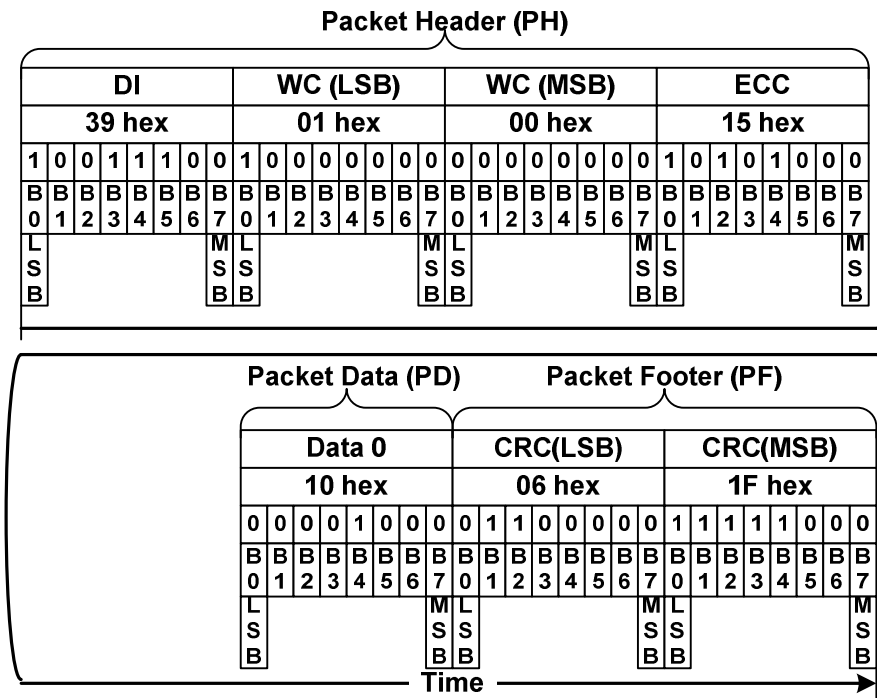 Packet Header (PH)
DI WC (LSB) WC (MSB) ECC
39 hex 01 hex 00 hex 15 hex
1 0 0 1 1 1 0 0 1 0 0 0 0 0 0 0 0 0 0 0 0 0 0 0 1 0 1 0 1 0 0 0
B0 B1 B2 B3 B4 B5 B6 B7 B0 B1 B2 B3 B4 B5 B6 B7 B0 B1 B2 B3 B4 B5 B6 B7 B0 B1 B2 B3 B4 B5 B6 B7
LSB MSB LSB MSB LSB MSB LSB MSB
Packet Data (PD) Packet Footer (PF)
Data 0 CRC(LSB) CRC(MSB)
10 hex 06 hex 1F hex
0 0 0 0 1 0 0 0 0 1 1 0 0 0 0 0 1 1 1 1 1 0 0 0
B0 B1 B2 B3 B4 B5 B6 B7 B0 B1 B2 B3 B4 B5 B6 B7 B0 B1 B2 B3 B4 B5 B6 B7
LSB MSB LSB MSB LSB MSB
Time